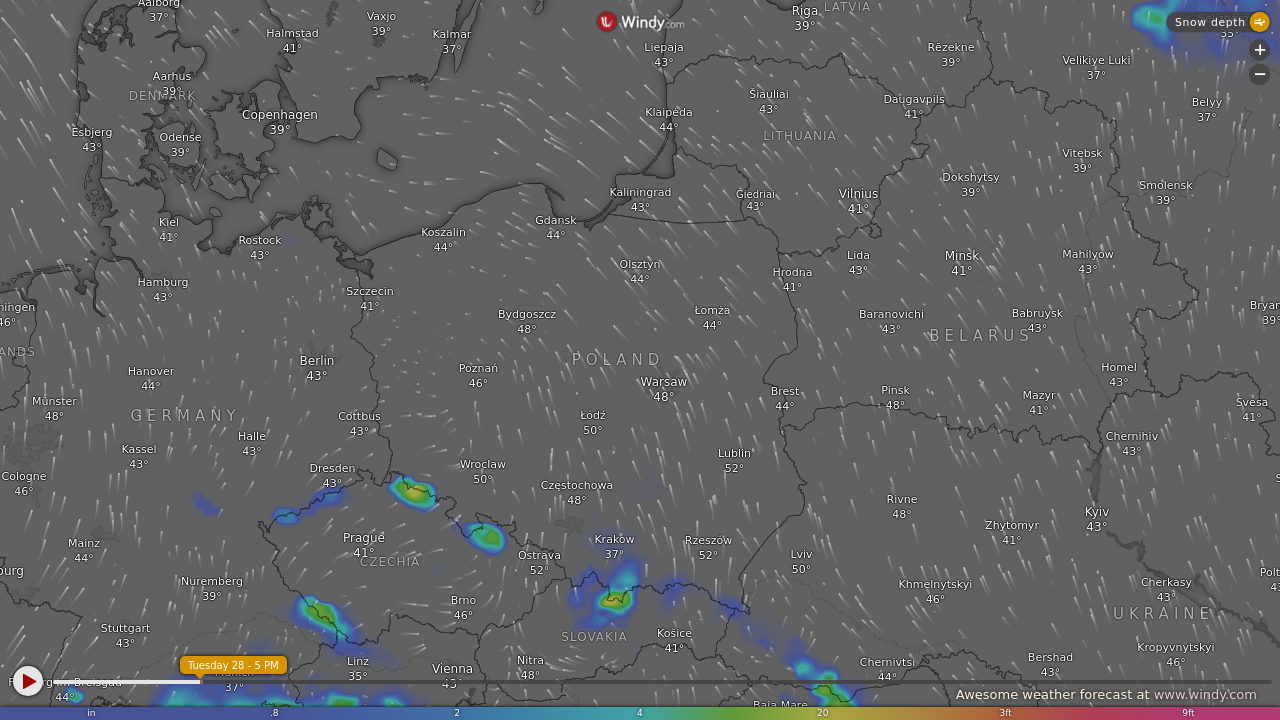 Aalborg
37°
Halmstad
41°
Vaxjo
39°
Kalmar
37°
Windy.com
Riga
39°
LATVIA
Snow depth
35°
Liepaja
43°
Rēzekne
39°
Velikiye Luki
37°
Aarhus
39°
DENMARK
Copenhagen
39°
Klaipėda
44°
Šiauliai
43°
Daugavpils
41°
Belyy
37°
Esbjerg
43°
Odense
39°
LITHUANIA
Vitebsk
39°
Kaliningrad
43°
Giedriai
43°
Vilnius
41°
Dokshytsy
39°
Smolensk
39°
Kiel
41°
Rostock
43°
Koszalin
44°
Gdansk
44°
Olsztyn
44°
Hrodna
41°
Lida
43°
Minsk
41°
Mahilyow
43°
Hamburg
43°
Szczecin
41°
Bydgoszcz
48°
Łomża
44°
Baranovichi
43°
Babruysk
43°
BELARUS
39°
46°
Hanover
44°
Berlin
43°
Poznań
46°
POLAND
Warsaw
48°
Brest
44°
Pinsk
48°
Homel
43°
Mazyr
41°
Munster
48°
GERMANY
Cottbus
43°
Łódź
50°
Svesa
41°
Kassel
43°
Halle
43°
Chernihiv
43°
Cologne
46°
Dresden
43°
Wroclaw
50°
Lublin
52°
Częstochowa
48°
Rivne
48°
Kyiv
43°
Mainz
44°
Prague
41°
CZECHIA
Ostrava
52°
Krakow
37°
Rzeszow
52°
Lviv
50°
Zhytomyr
41°
Nuremberg
39°
Khmelnytskyi
46°
Cherkasy
43°
Brno
46°
UKRAINE
Stuttgart
43°
SLOVAKIA
Košice
41°
Linz
35°
Vienna
Nitra
48°
Chernivtsi
44°
Bershad
43°
Kropyvnytskyi
46°
Tuesday 28 - 5 PM
37°
44°
Baia Mare
Awesome weather forecast at www.windy.com
in .8 2 4 20 3ft 9ft